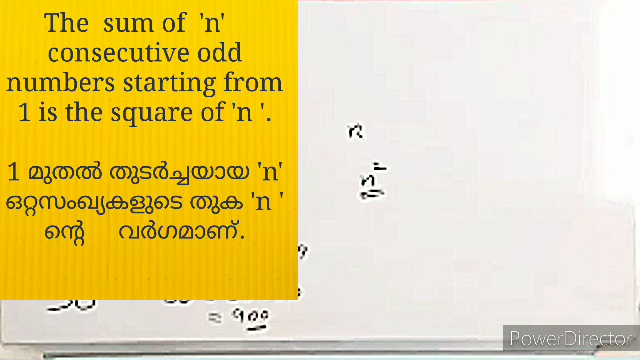 The sum of 'n'
consecutive odd
numbers starting from
1 is the square of 'n '.
1 മുതൽ തുടർച്ചയായ 'n'
ഒറ്റസംഖ്യകളുടെ തുക 'n '
ന്റെ വർഗമാണ്.
n
n²
= 900
PowerDirector